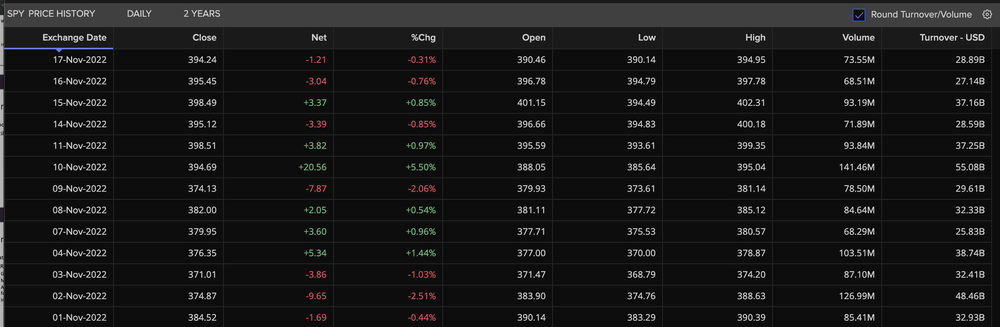 SPY PRICE HISTORY DAILY 2 YEARS Round Turnover/Volume
Exchange Date Close Net %Chg Open Low High Volume Turnover - USD
17-Nov-2022 394.24 -1.21 -0.31% 390.46 390.14 394.95 73.55M 28.89B
16-Nov-2022 395.45 -3.04 -0.76% 396.78 394.79 397.78 68.51M 27.14B
15-Nov-2022 398.49 +3.37 +0.85% 401.15 394.49 402.31 93.19M 37.16B
14-Nov-2022 395.12 -3.39 -0.85% 396.66 394.83 400.18 71.89M 28.59B
11-Nov-2022 398.51 +3.82 +0.97% 395.59 393.61 399.35 93.84M 37.25B
10-Nov-2022 394.69 +20.56 +5.50% 388.05 385.64 395.04 141.46M 55.08B
09-Nov-2022 374.13 -7.87 -2.06% 379.93 373.61 381.14 78.50M 29.61B
08-Nov-2022 382.00 +2.05 +0.54% 381.11 377.72 385.12 84.64M 32.33B
07-Nov-2022 379.95 +3.60 +0.96% 377.71 375.53 380.57 68.29M 25.83B
04-Nov-2022 376.35 +5.34 +1.44% 377.00 370.00 378.87 103.51M 38.74B
03-Nov-2022 371.01 -3.86 -1.03% 371.47 368.79 374.20 87.10M 32.41B
02-Nov-2022 374.87 -9.65 -2.51% 383.90 374.76 388.63 126.99M 48.46B
01-Nov-2022 384.52 -1.69 -0.44% 390.14 383.29 390.39 85.41M 32.93B